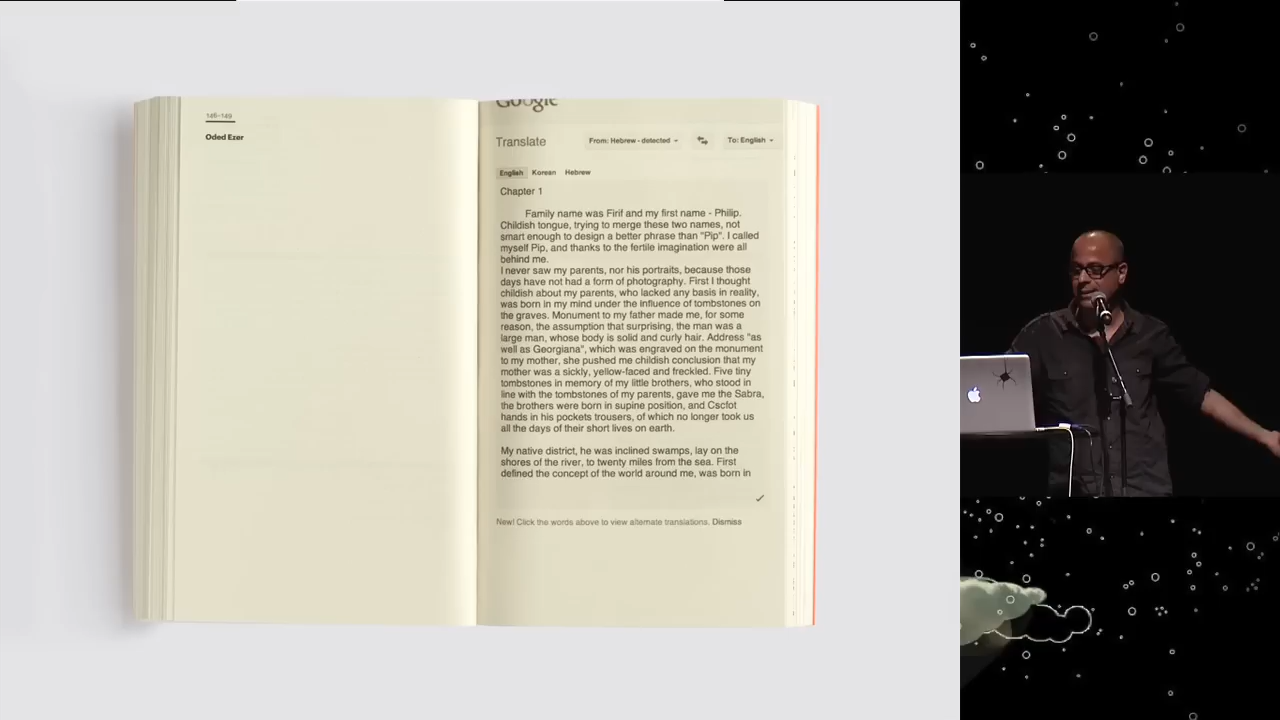 146–149
Oded Ezer
Google
Translate
From: Hebrew - detected
To: English
English Korean Hebrew
Chapter 1
Family name was Firif and my first name - Philip.
Childish tongue, trying to merge these two names, not
smart enough to design a better phrase than "Pip". I called
myself Pip, and thanks to the fertile imagination were all
behind me.
I never saw my parents, nor his portraits, because those
days have not had a form of photography. First I thought
childish about my parents, who lacked any basis in reality,
was born in my mind under the influence of tombstones on
the graves. Monument to my father made me, for some
reason, the assumption that surprising, the man was a
large man, whose body is solid and curly hair. Address "as
well as Georgiana", which was engraved on the monument
to my mother, she pushed me childish conclusion that my
mother was a sickly, yellow-faced and freckled. Five tiny
tombstones in memory of my little brothers, who stood in
line with the tombstones of my parents, gave me the Sabra,
the brothers were born in supine position, and Cscfot
hands in his pockets trousers, of which no longer took us
all the days of their short lives on earth.
My native district, he was inclined swamps, lay on the
shores of the river, to twenty miles from the sea. First
defined the concept of the world around me, was born in
New! Click the words above to view alternate translations. Dismiss